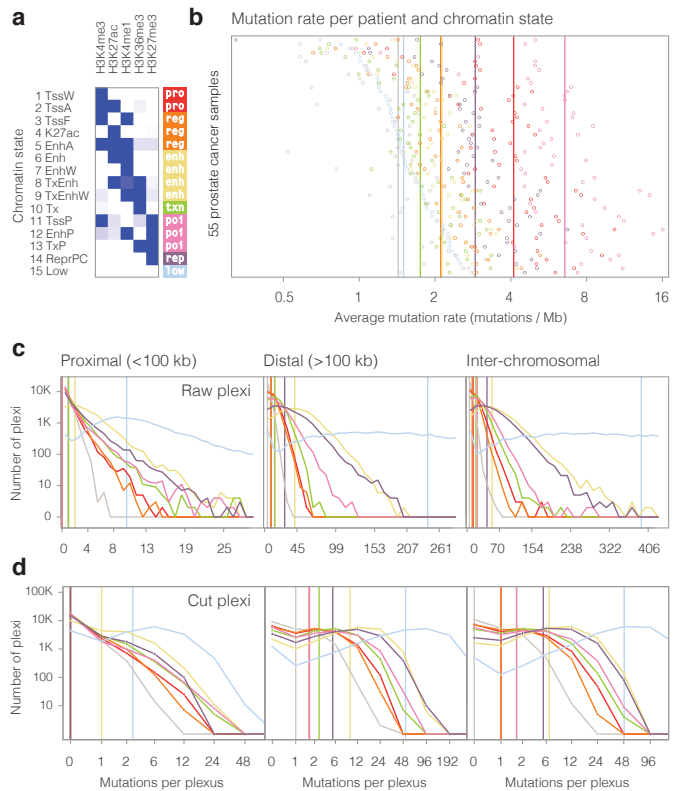 a
H3K4me3
H3K27ac
H3K4me1
H3K36me3
H3K27me3
Chromatin state
1 TssW pro
2 TssA pro
3 TssF reg
4 K27ac reg
5 EnhA reg
6 Enh enh
7 EnhW enh
8 TxEnh enh
9 TxEnhW enh
10 Tx txn
11 TssP pot
12 EnhP pot
13 TxP pot
14 ReprPC rep
15 Low low
b
Mutation rate per patient and chromatin state
55 prostate cancer samples
0.5 1 2 4 8 16
Average mutation rate (mutations / Mb)
c
Proximal (<100 kb) Distal (>100 kb) Inter-chromosomal
Raw plexi
Number of plexi
10K
1K
100
10
0
0 4 8 13 19 25
0 45 99 153 207 261
0 70 154 238 322 406
d
Cut plexi
Number of plexi
100K
10K
1K
100
10
0 1 2 6 12 24 48
0 1 2 6 12 24 48 96 192
0 1 2 6 12 24 48 96
Mutations per plexus Mutations per plexus Mutations per plexus